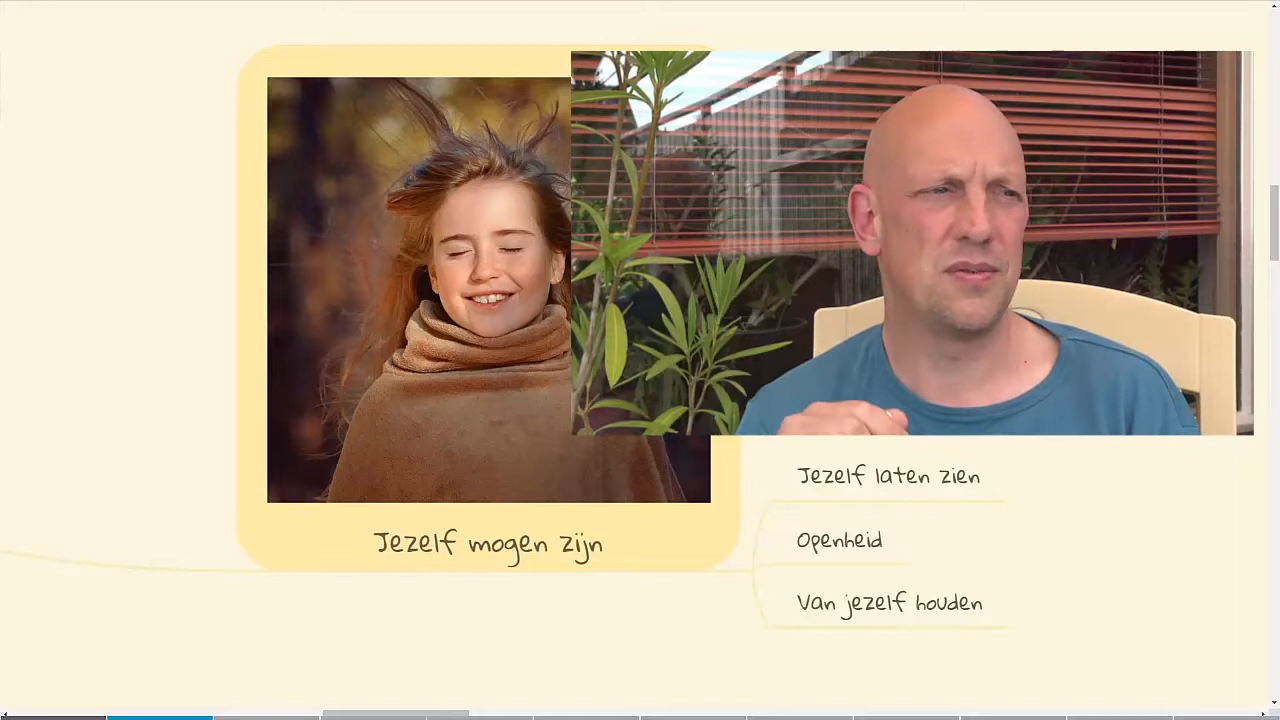 Jezelf laten zien
Jezelf mogen zijn
Openheid
Van jezelf houden